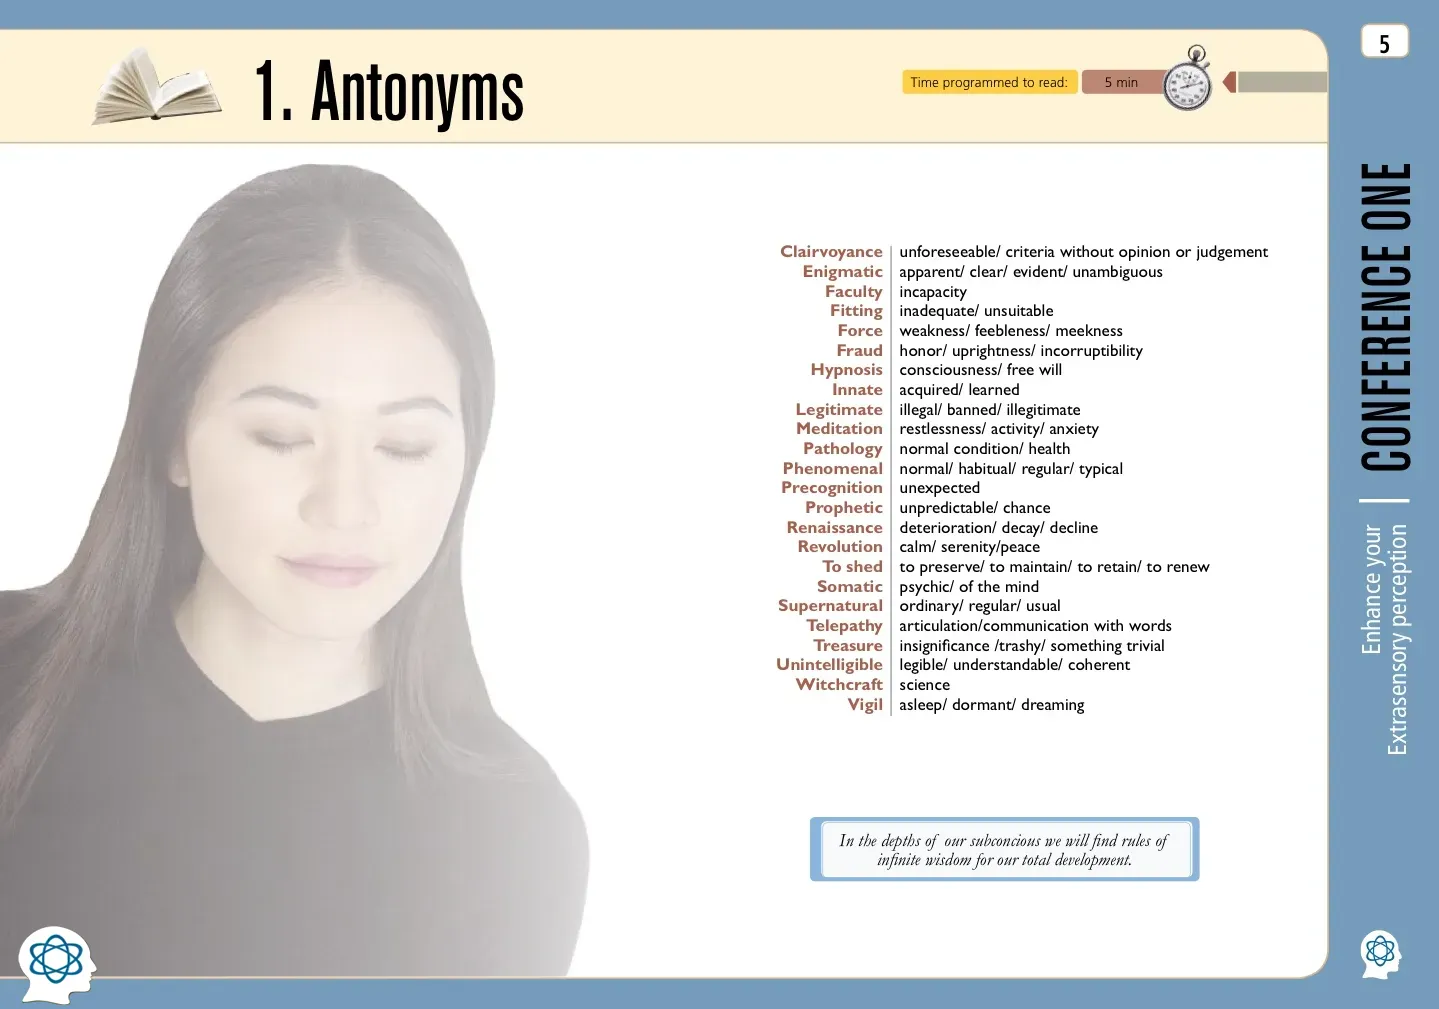 1. Antonyms
Time programmed to read: 5 min
5
Clairvoyance unforeseeable/ criteria without opinion or judgement
Enigmatic apparent/ clear/ evident/ unambiguous
Faculty incapacity
Fitting inadequate/ unsuitable
Force weakness/ feebleness/ meekness
Fraud honor/ uprightness/ incorruptibility
Hypnosis consciousness/ free will
Innate acquired/ learned
Legitimate illegal/ banned/ illegitimate
Meditation restlessness/ activity/ anxiety
Pathology normal condition/ health
Phenomenal normal/ habitual/ regular/ typical
Precognition unexpected
Prophetic unpredictable/ chance
Renaissance deterioration/ decay/ decline
Revolution calm/ serenity/peace
To shed to preserve/ to maintain/ to retain/ to renew
Somatic psychic/ of the mind
Supernatural ordinary/ regular/ usual
Telepathy articulation/communication with words
Treasure insignificance /trashy/ something trivial
Unintelligible legible/ understandable/ coherent
Witchcraft science
Vigil asleep/ dormant/ dreaming
In the depths of our subconcious we will find rules of
infinite wisdom for our total development.
CONFERENCE ONE
Enhance your
Extrasensory perception